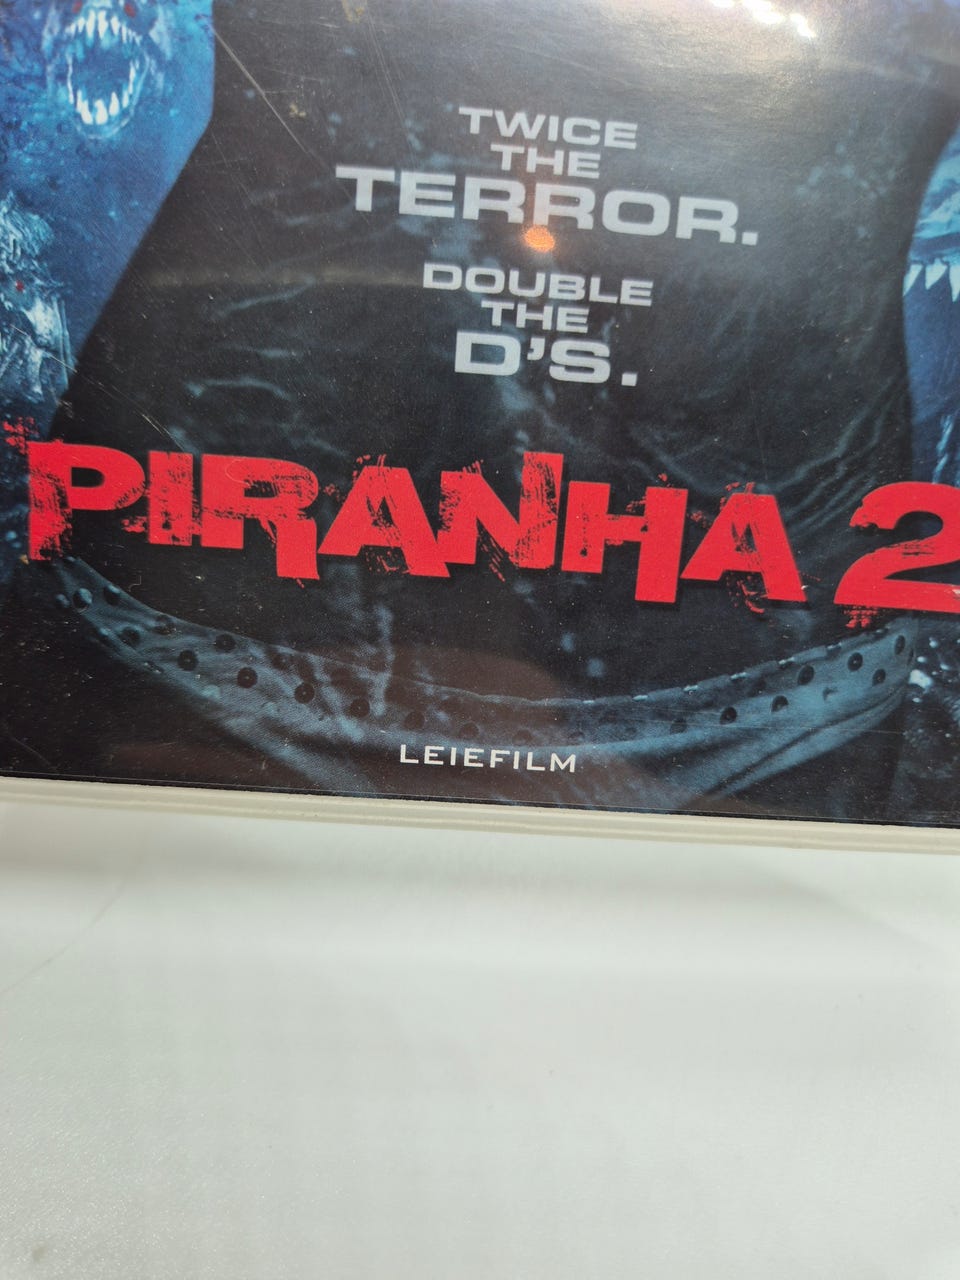 TWICE
THE
TERROR.
DOUBLE
THE
D'S.
PIRANHA 2
LEIEFILM